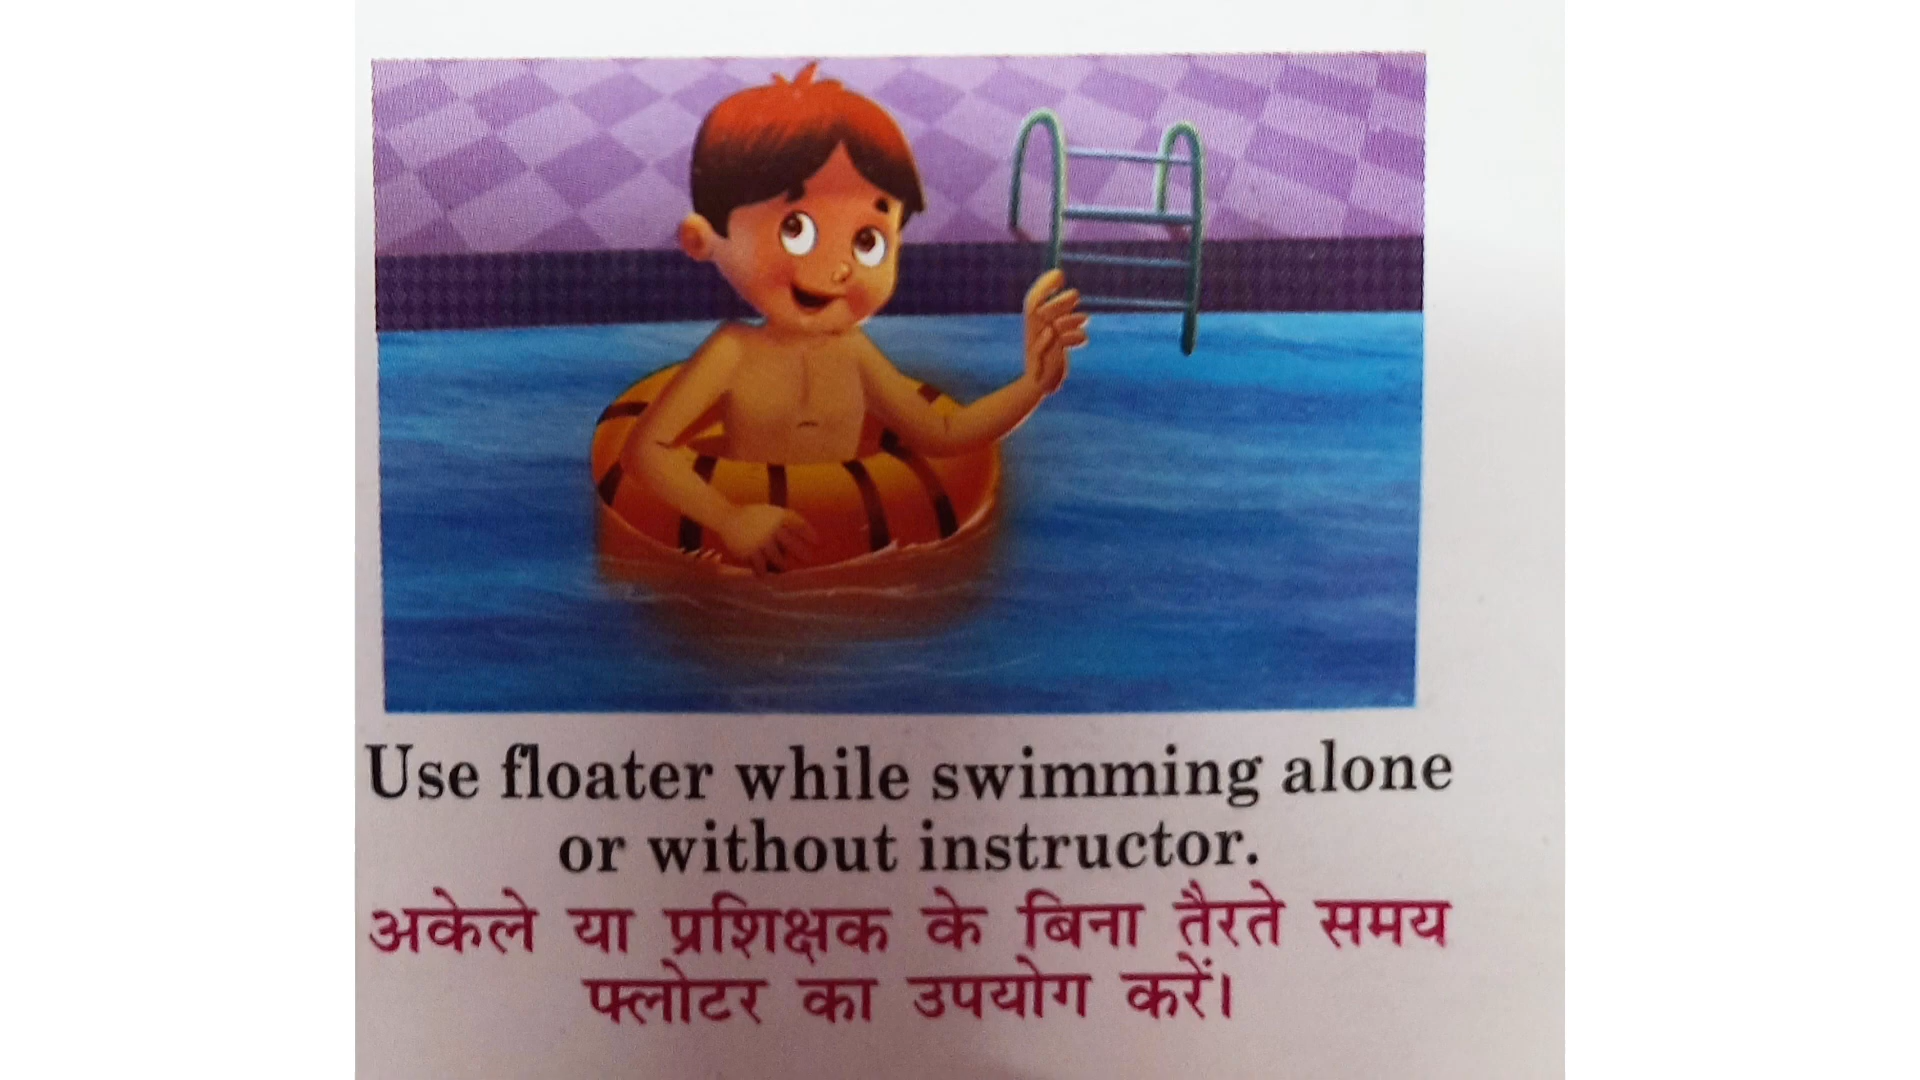 Use floater while swimming alone
or without instructor.
अकेले या प्रशिक्षक के बिना तैरते समय
फ्लोटर का उपयोग करें।